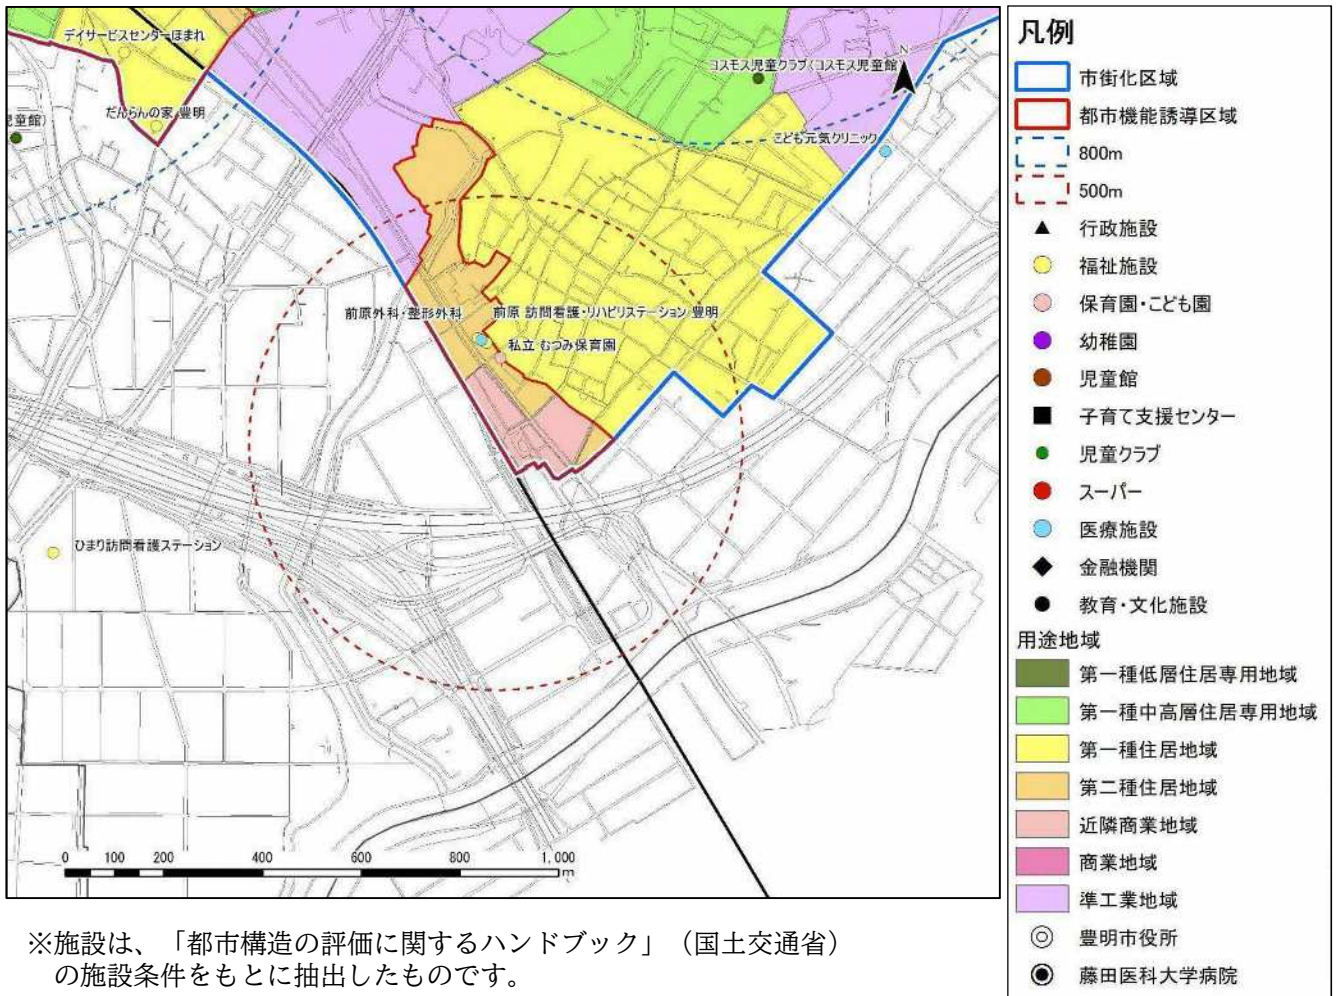 デイサービスセンターほまれ
だんらんの家 豊明
児童館)
コスモス児童クラブ(コスモス児童館)
N
こども元気クリニック
前原外科・整形外科
前原 訪問看護・リハビリステーション 豊明
私立 むつみ保育園
ひまり訪問看護ステーション
0 100 200 400 600 800 1,000
m
凡例
市街化区域
都市機能誘導区域
800m
500m
行政施設
福祉施設
保育園・こども園
幼稚園
児童館
子育て支援センター
児童クラブ
スーパー
医療施設
金融機関
教育・文化施設
用途地域
第一種低層住居専用地域
第一種中高層住居専用地域
第一種住居地域
第二種住居地域
近隣商業地域
商業地域
準工業地域
豊明市役所
藤田医科大学病院
※施設は、「都市構造の評価に関するハンドブック」(国土交通省)
の施設条件をもとに抽出したものです。